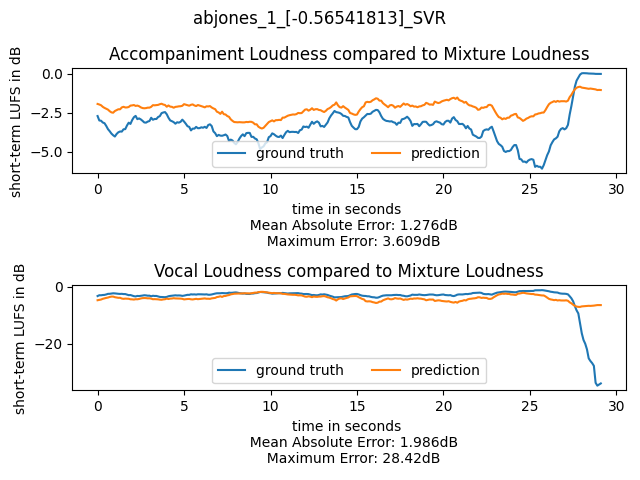 abjones_1_[-0.56541813]_SVR
Accompaniment Loudness compared to Mixture Loudness
short-term LUFS in dB
0.0
−2.5
−5.0
ground truth prediction
0 5 10 15 20 25 30
time in seconds
Mean Absolute Error: 1.276dB
Maximum Error: 3.609dB
Vocal Loudness compared to Mixture Loudness
short-term LUFS in dB
0
−20
ground truth prediction
0 5 10 15 20 25 30
time in seconds
Mean Absolute Error: 1.986dB
Maximum Error: 28.42dB